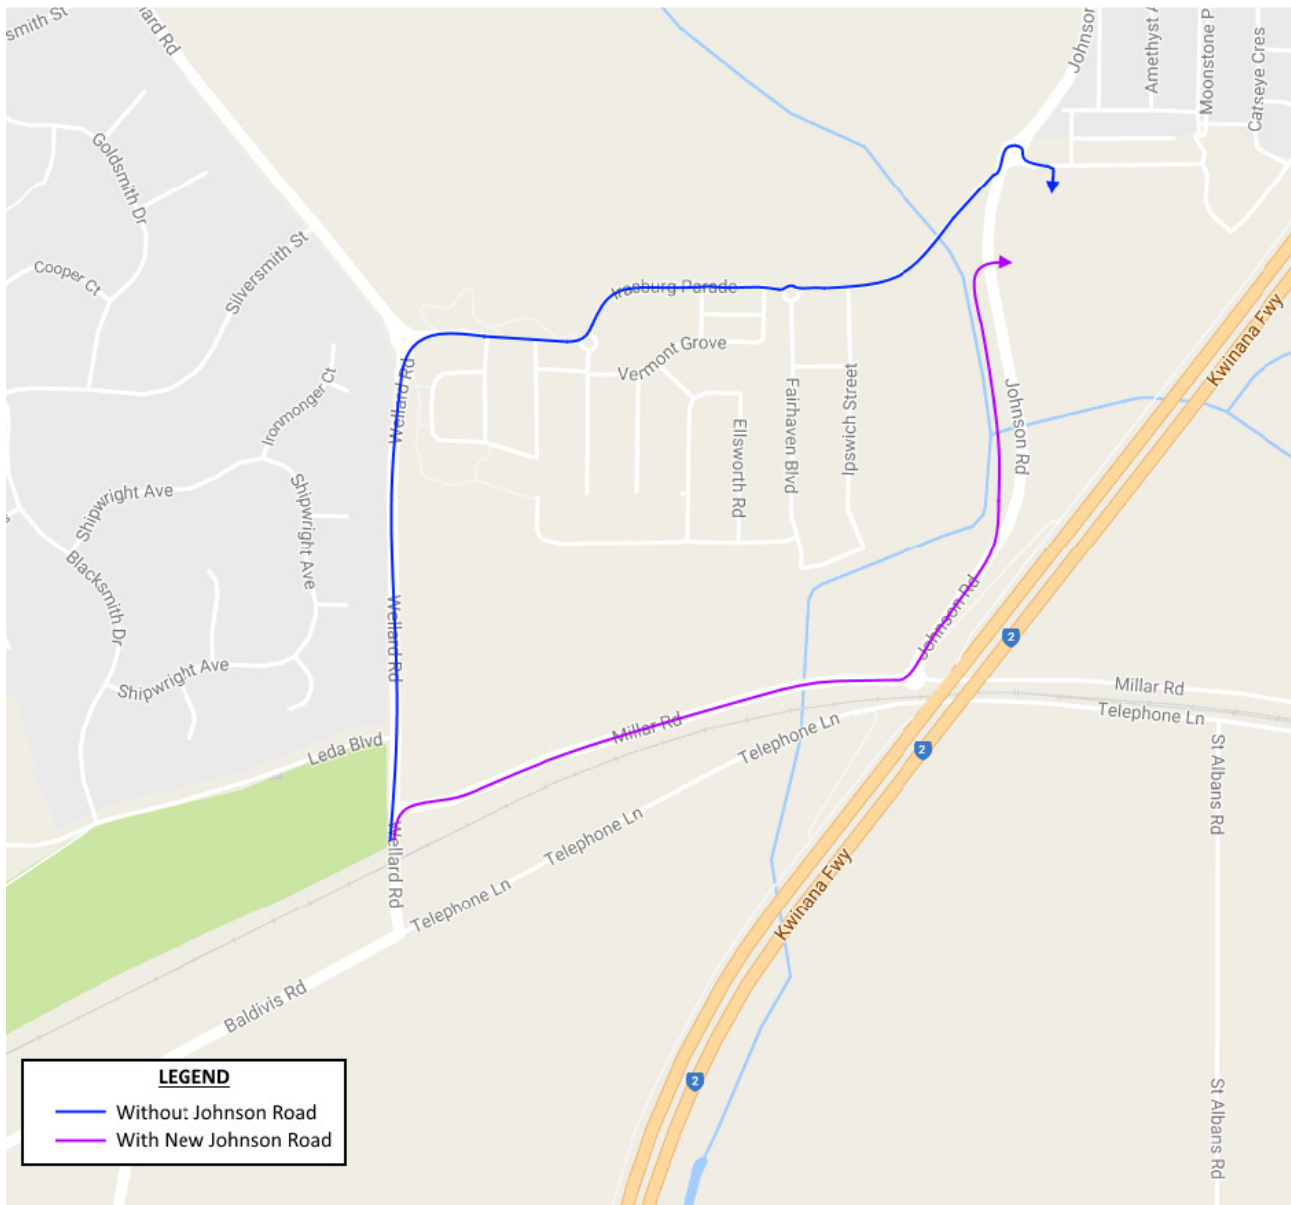 smith St
ard Rd
Johnson
Amethyst A
Moonstone P
Catseye Cres
Goldsmith Dr
Silversmith St
Cooper Ct
Irasburg Parade
Kwinana Fwy
Vermont Grove
Wellard Rd
Ironmonger Ct
Fairhaven Blvd
Ipswich Street
Ellsworth Rd
Johnson Rd
Shipwright Ave
Shipwright Ave
Blacksmith Dr
Wellard Rd
Johnson Rd
2
Shipwright Ave
Millar Rd
Telephone Ln
Millar Rd
Leda Blvd
Telephone Ln
2
St Albans Rd
Wellard Rd
Telephone Ln
Telephone Ln
Kwinana Fwy
Baldivis Rd
2
St Albans Rd
LEGEND
Without Johnson Road
With New Johnson Road